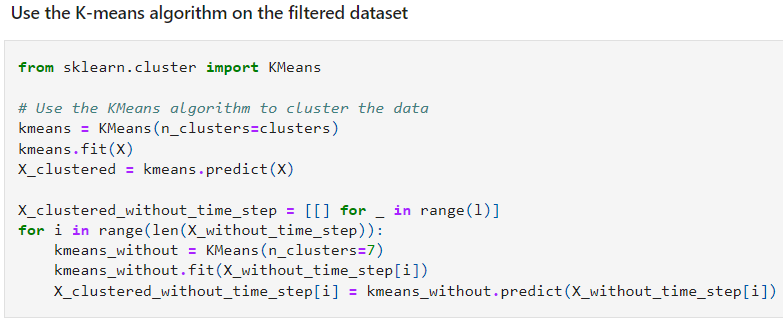 Use the K-means algorithm on the filtered dataset
from sklearn.cluster import KMeans
# Use the KMeans algorithm to cluster the data
kmeans = KMeans(n_clusters=clusters)
kmeans.fit(X)
X_clustered = kmeans.predict(X)
X_clustered_without_time_step = [[] for _ in range(l)]
for i in range(len(X_without_time_step)):
    kmeans_without = KMeans(n_clusters=7)
    kmeans_without.fit(X_without_time_step[i])
    X_clustered_without_time_step[i] = kmeans_without.predict(X_without_time_step[i])